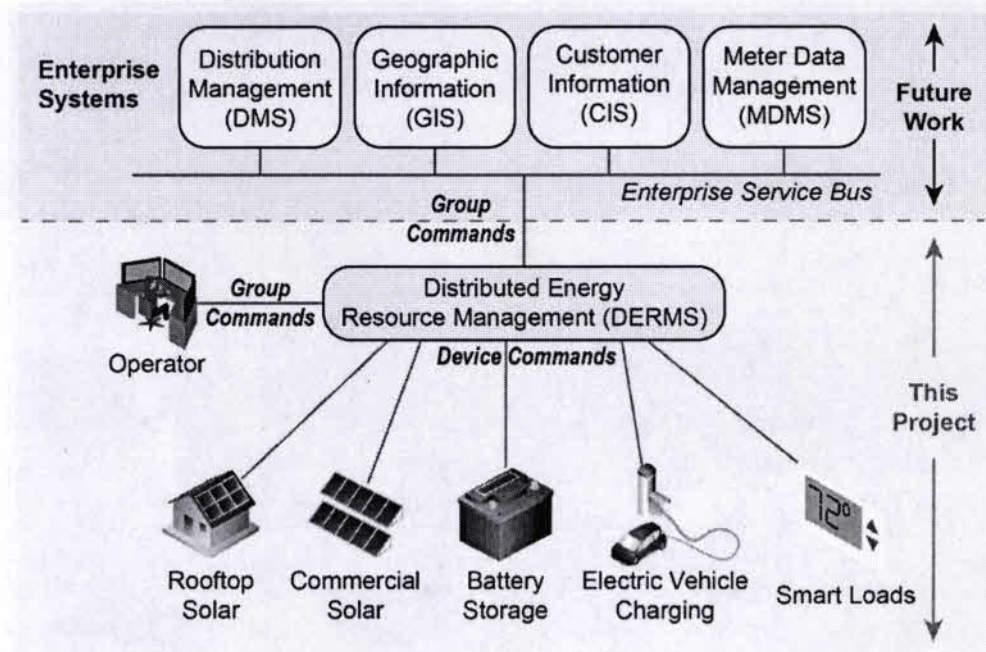 Enterprise
Systems
Distribution
Management
(DMS)
Geographic
Information
(GIS)
Customer
Information
(CIS)
Meter Data
Management
(MDMS)
Future
Work
Enterprise Service Bus
Group
Commands
Operator
Group
Commands
Distributed Energy
Resource Management (DERMS)
Device Commands
This
Project
Rooftop
Solar
Commercial
Solar
Battery
Storage
Electric Vehicle
Charging
72°
Smart Loads